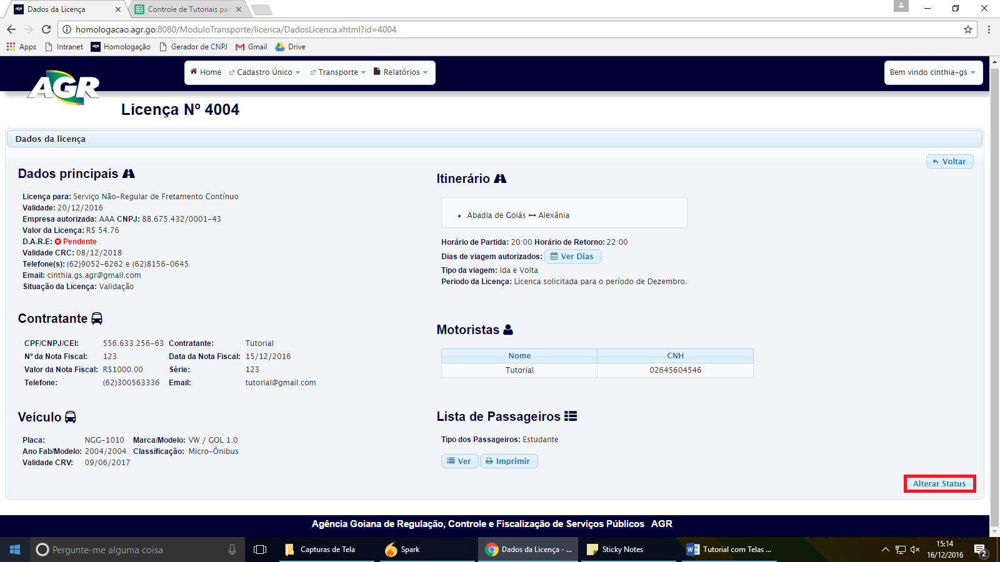 Dados da Licença
Controle de Tutoriais par
homologacao.agr.go:8080/ModuloTransporte/licenca/DadosLicenca.xhtml?id=4004
Apps Intranet Homologação Gerador de CNPJ Gmail Drive
AGR
Home Cadastro Único Transporte Relatórios
Bem vindo cinthia-gs
Licença Nº 4004
Dados da licença
Voltar
Dados principais
Licença para: Serviço Não-Regular de Fretamento Contínuo
Validade: 20/12/2016
Empresa autorizada: AAA CNPJ: 88.675.432/0001-43
Valor da Licença: R$ 54.76
D.A.R.E: Pendente
Validade CRC: 08/12/2018
Telefone(s): (62)9052-6262 e (62)8156-0645
Email: cinthia.gs.agr@gmail.com
Situação da Licença: Validação
Itinerário
Abadia de Goiás ↔ Alexânia
Horário de Partida: 20:00 Horário de Retorno: 22:00
Dias de viagem autorizados: Ver Dias
Tipo da viagem: Ida e Volta
Periodo da Licença: Licenca solicitada para o período de Dezembro.
Contratante
CPF/CNPJ/CEI: 556.633.256-63 Contratante: Tutorial
Nº da Nota Fiscal: 123 Data da Nota Fiscal: 15/12/2016
Valor da Nota Fiscal: R$1000.00 Série: 123
Telefone: (62)300563336 Email: tutorial@gmail.com
Motoristas
Nome CNH
Tutorial 02645604546
Veículo
Placa: NGG-1010 Marca/Modelo: VW / GOL 1.0
Ano Fab/Modelo: 2004/2004 Classificação: Micro-Ônibus
Validade CRV: 09/06/2017
Lista de Passageiros
Tipo dos Passageiros: Estudante
Ver Imprimir
Alterar Status
Agência Goiana de Regulação, Controle e Fiscalização de Serviços Públicos AGR
Pergunte-me alguma coisa
Capturas de Tela
Spark
Dados da Licença - ...
Sticky Notes
Tutorial com Telas ...
15:14
16/12/2016
2